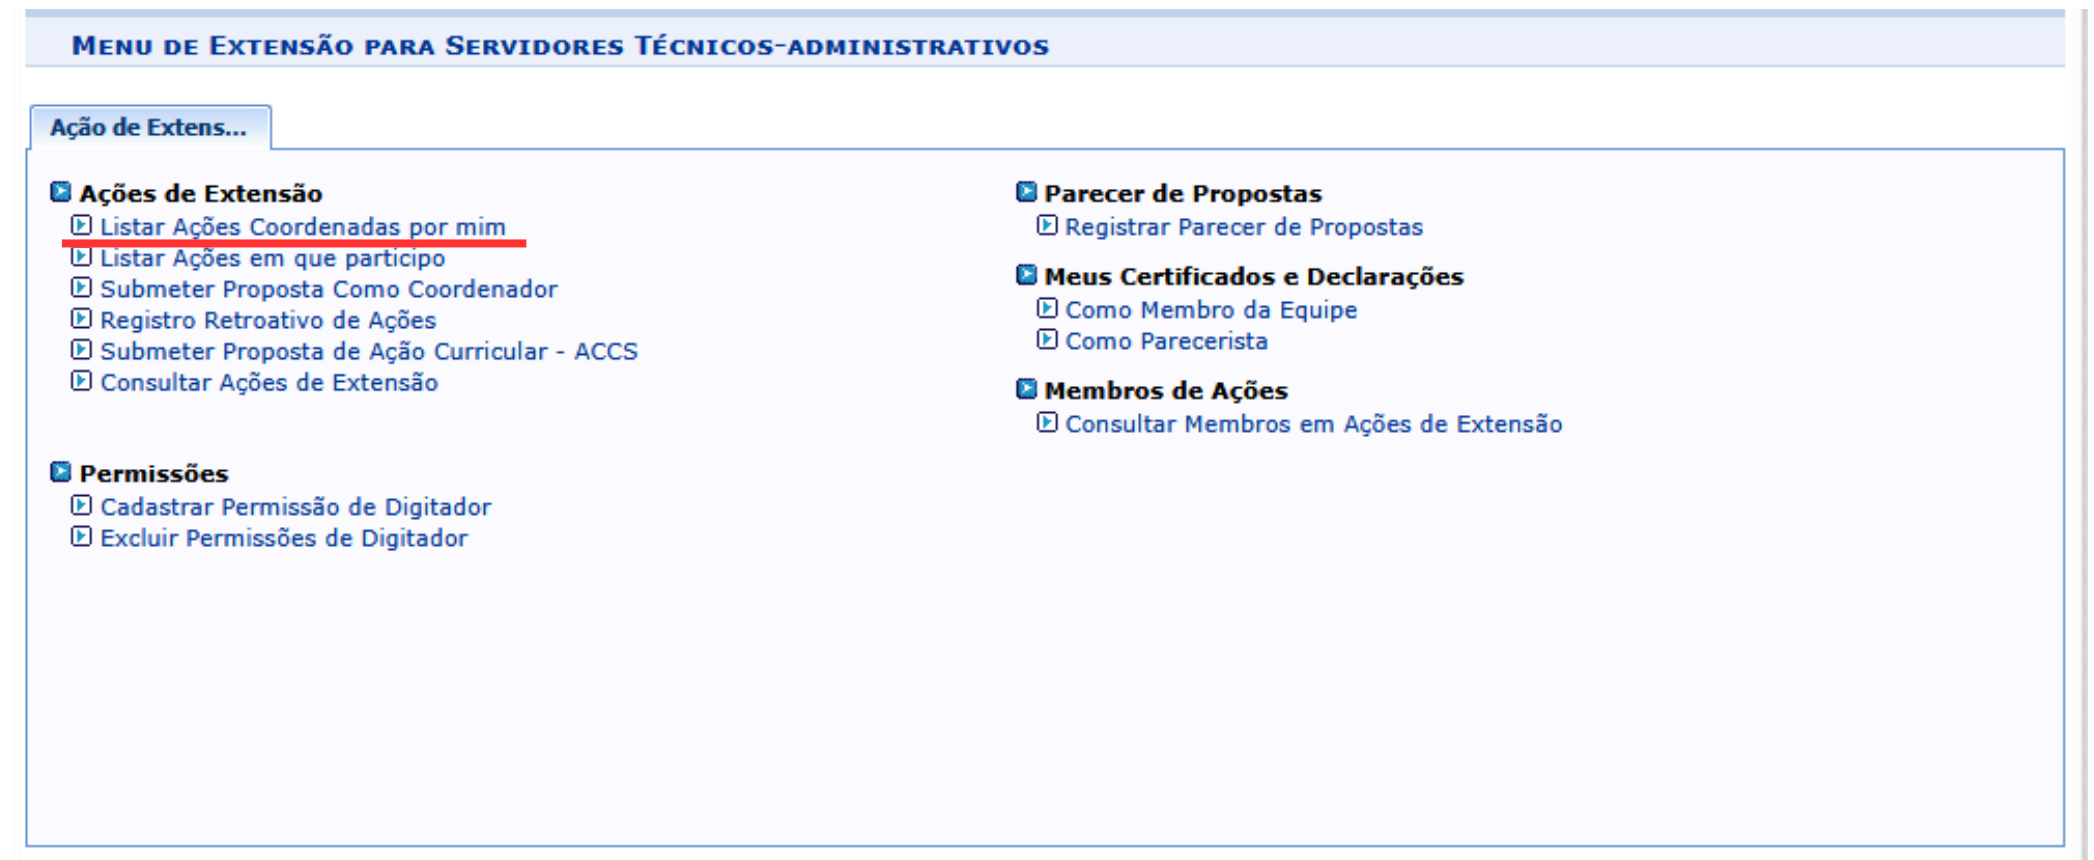 MENU DE EXTENSÃO PARA SERVIDORES TÉCNICOS-ADMINISTRATIVOS
Ação de Extens...
Ações de Extensão
Listar Ações Coordenadas por mim
Listar Ações em que participo
Submeter Proposta Como Coordenador
Registro Retroativo de Ações
Submeter Proposta de Ação Curricular - ACCS
Consultar Ações de Extensão
Permissões
Cadastrar Permissão de Digitador
Excluir Permissões de Digitador
Parecer de Propostas
Registrar Parecer de Propostas
Meus Certificados e Declarações
Como Membro da Equipe
Como Parecerista
Membros de Ações
Consultar Membros em Ações de Extensão